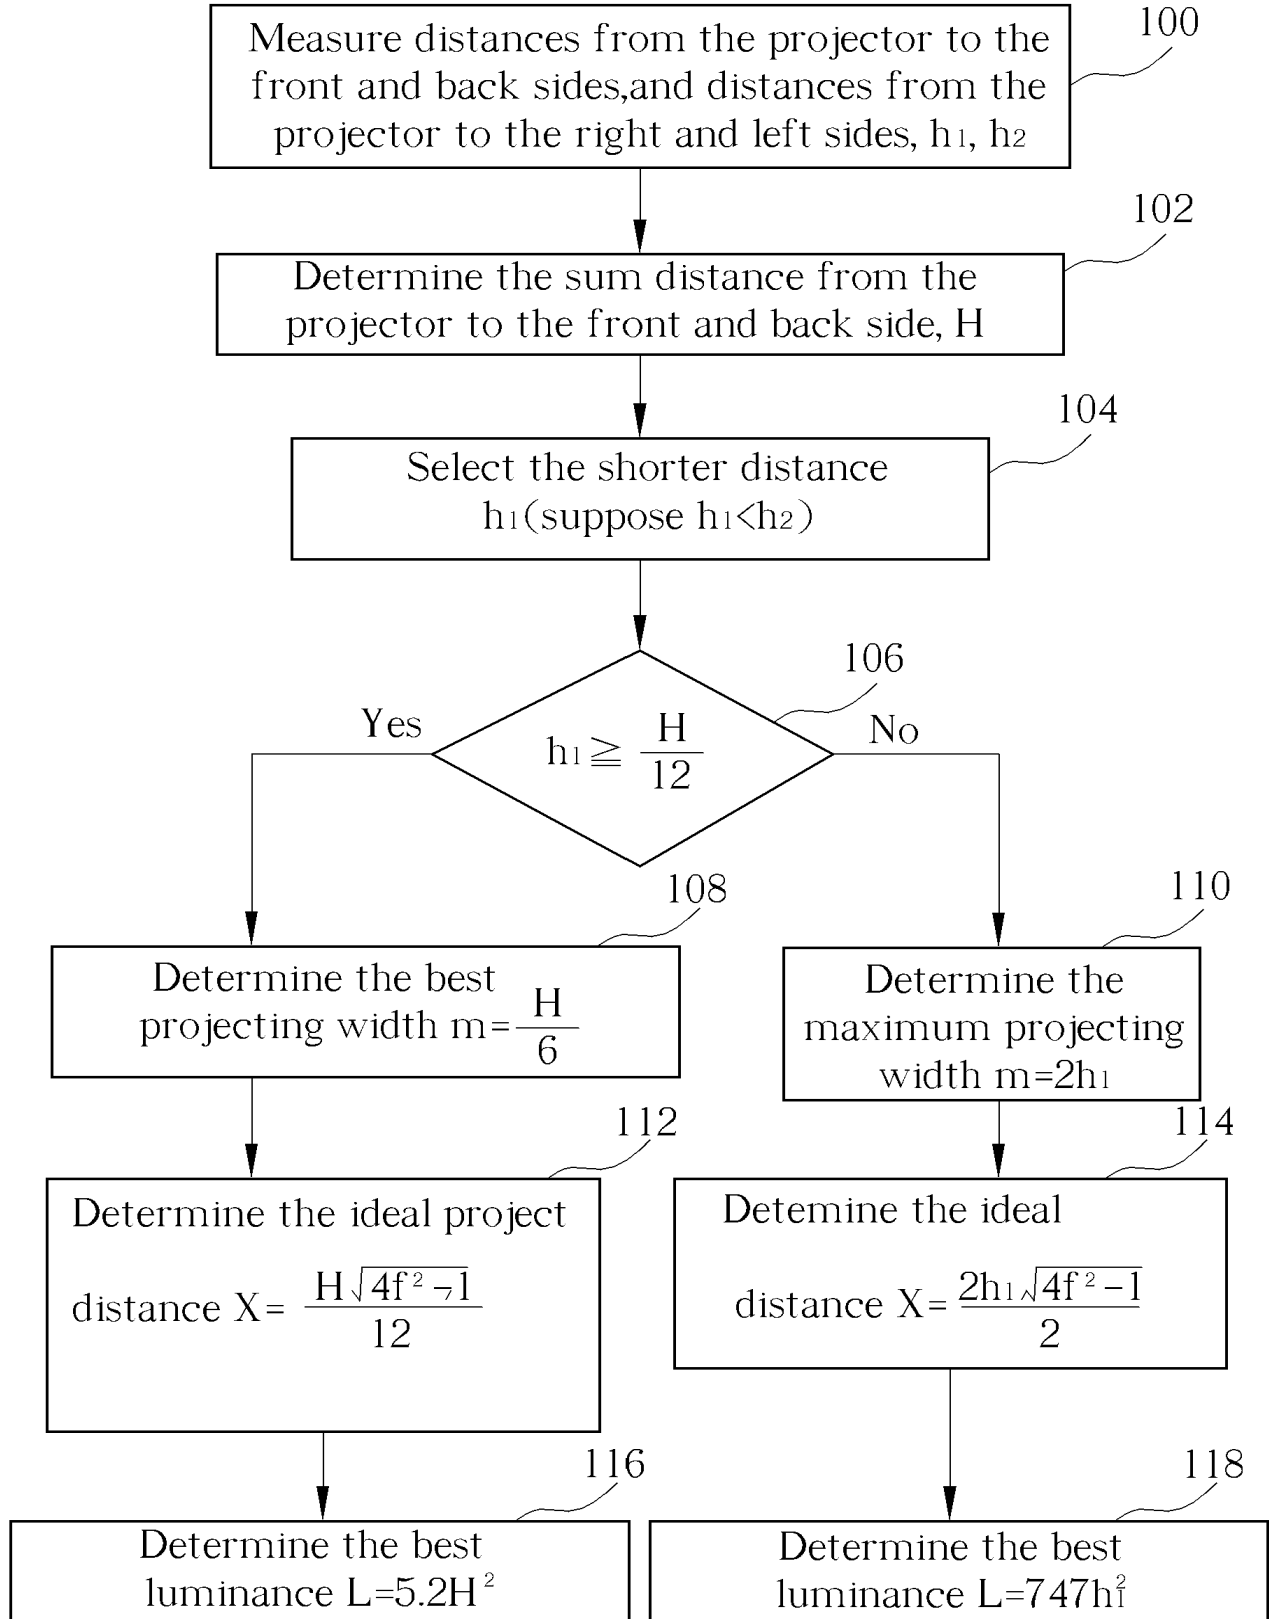 100
Measure distances from the projector to the
front and back sides,and distances from the
projector to the right and left sides, h₁, h₂
102
Determine the sum distance from the
projector to the front and back side, H
104
Select the shorter distance
h₁(suppose h₁<h₂)
106
Yes
h₁≧ H/12
No
108
Determine the best
projecting width m=H/6
110
Determine the
maximum projecting
width m=2h₁
112
Determine the ideal project
distance X= H√(4f²-1)/12
114
Detemine the ideal
distance X= 2h₁√(4f²-1)/2
116
Determine the best
luminance L=5.2H²
118
Determine the best
luminance L=747h₁²